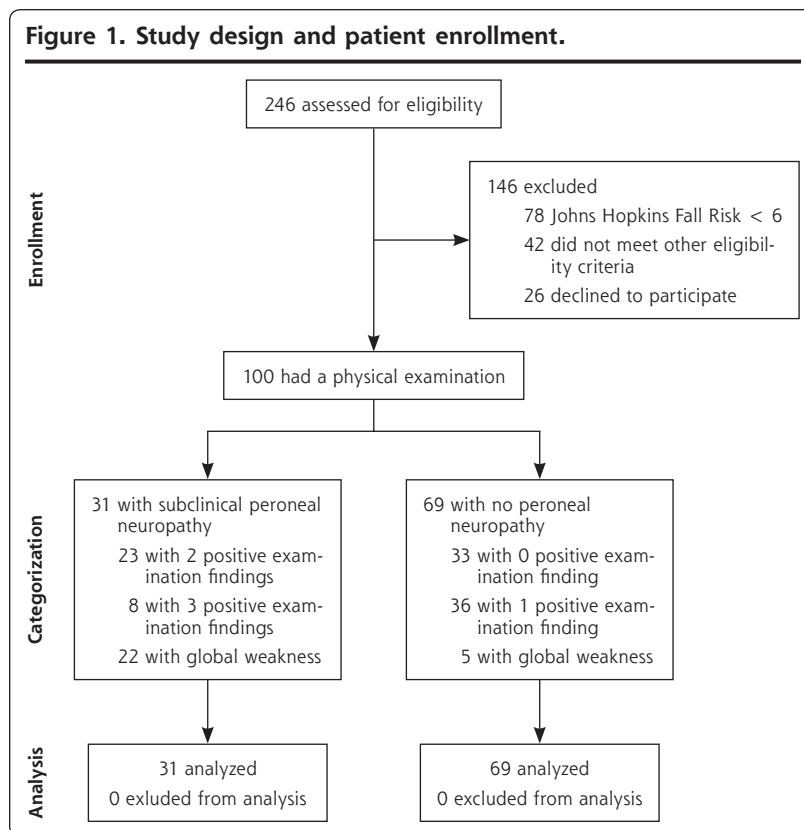 Figure 1. Study design and patient enrollment.
246 assessed for eligibility
Enrollment
146 excluded
78 Johns Hopkins Fall Risk < 6
42 did not meet other eligibil-
ity criteria
26 declined to participate
100 had a physical examination
Categorization
31 with subclinical peroneal
neuropathy
23 with 2 positive exam-
ination findings
8 with 3 positive exam-
ination findings
22 with global weakness
69 with no peroneal
neuropathy
33 with 0 positive exam-
ination finding
36 with 1 positive exam-
ination finding
5 with global weakness
Analysis
31 analyzed
0 exluded from analysis
69 analyzed
0 excluded from analysis